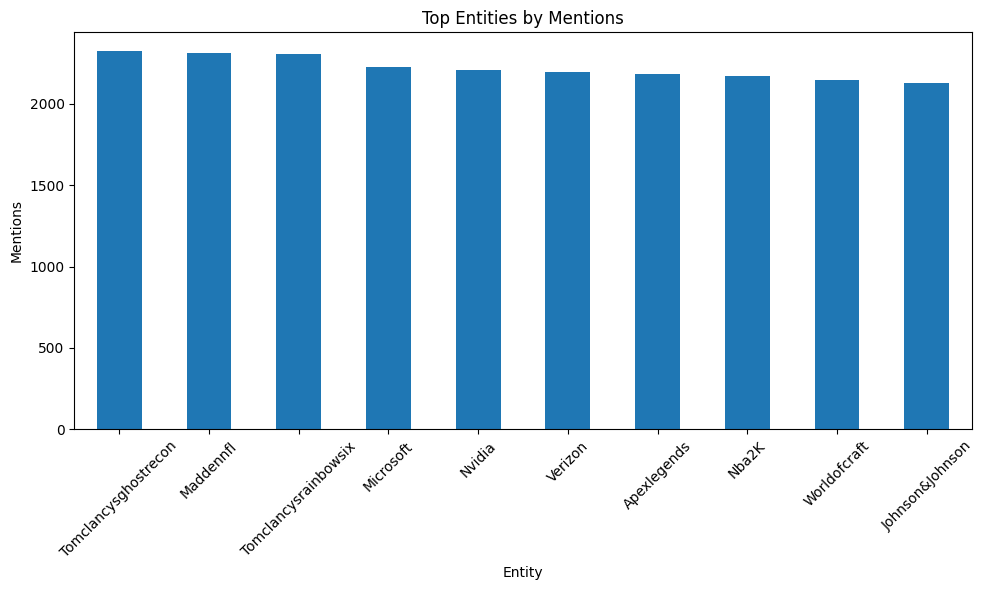 Top Entities by Mentions
Mentions
2000
1500
1000
500
0
Tomclancysghostrecon
Maddennfl
Tomclancysrainbowsix
Microsoft
Nvidia
Verizon
Apexlegends
Nba2K
Worldofcraft
Johnson&Johnson
Entity